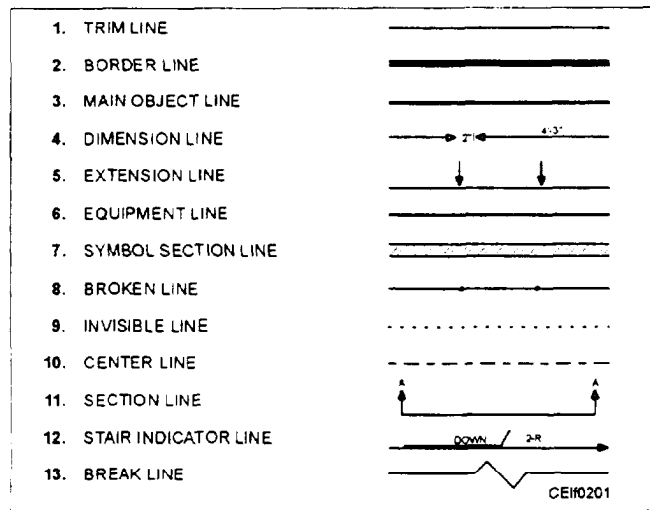 1. TRIM LINE
2. BORDER LINE
3. MAIN OBJECT LINE
4. DIMENSION LINE 2"
5. EXTENSION LINE
6. EQUIPMENT LINE
7. SYMBOL SECTION LINE
8. BROKEN LINE
9. INVISIBLE LINE
10. CENTER LINE
A A
11. SECTION LINE
12. STAIR INDICATOR LINE DOWN 2-R
13. BREAK LINE
CEIf0201